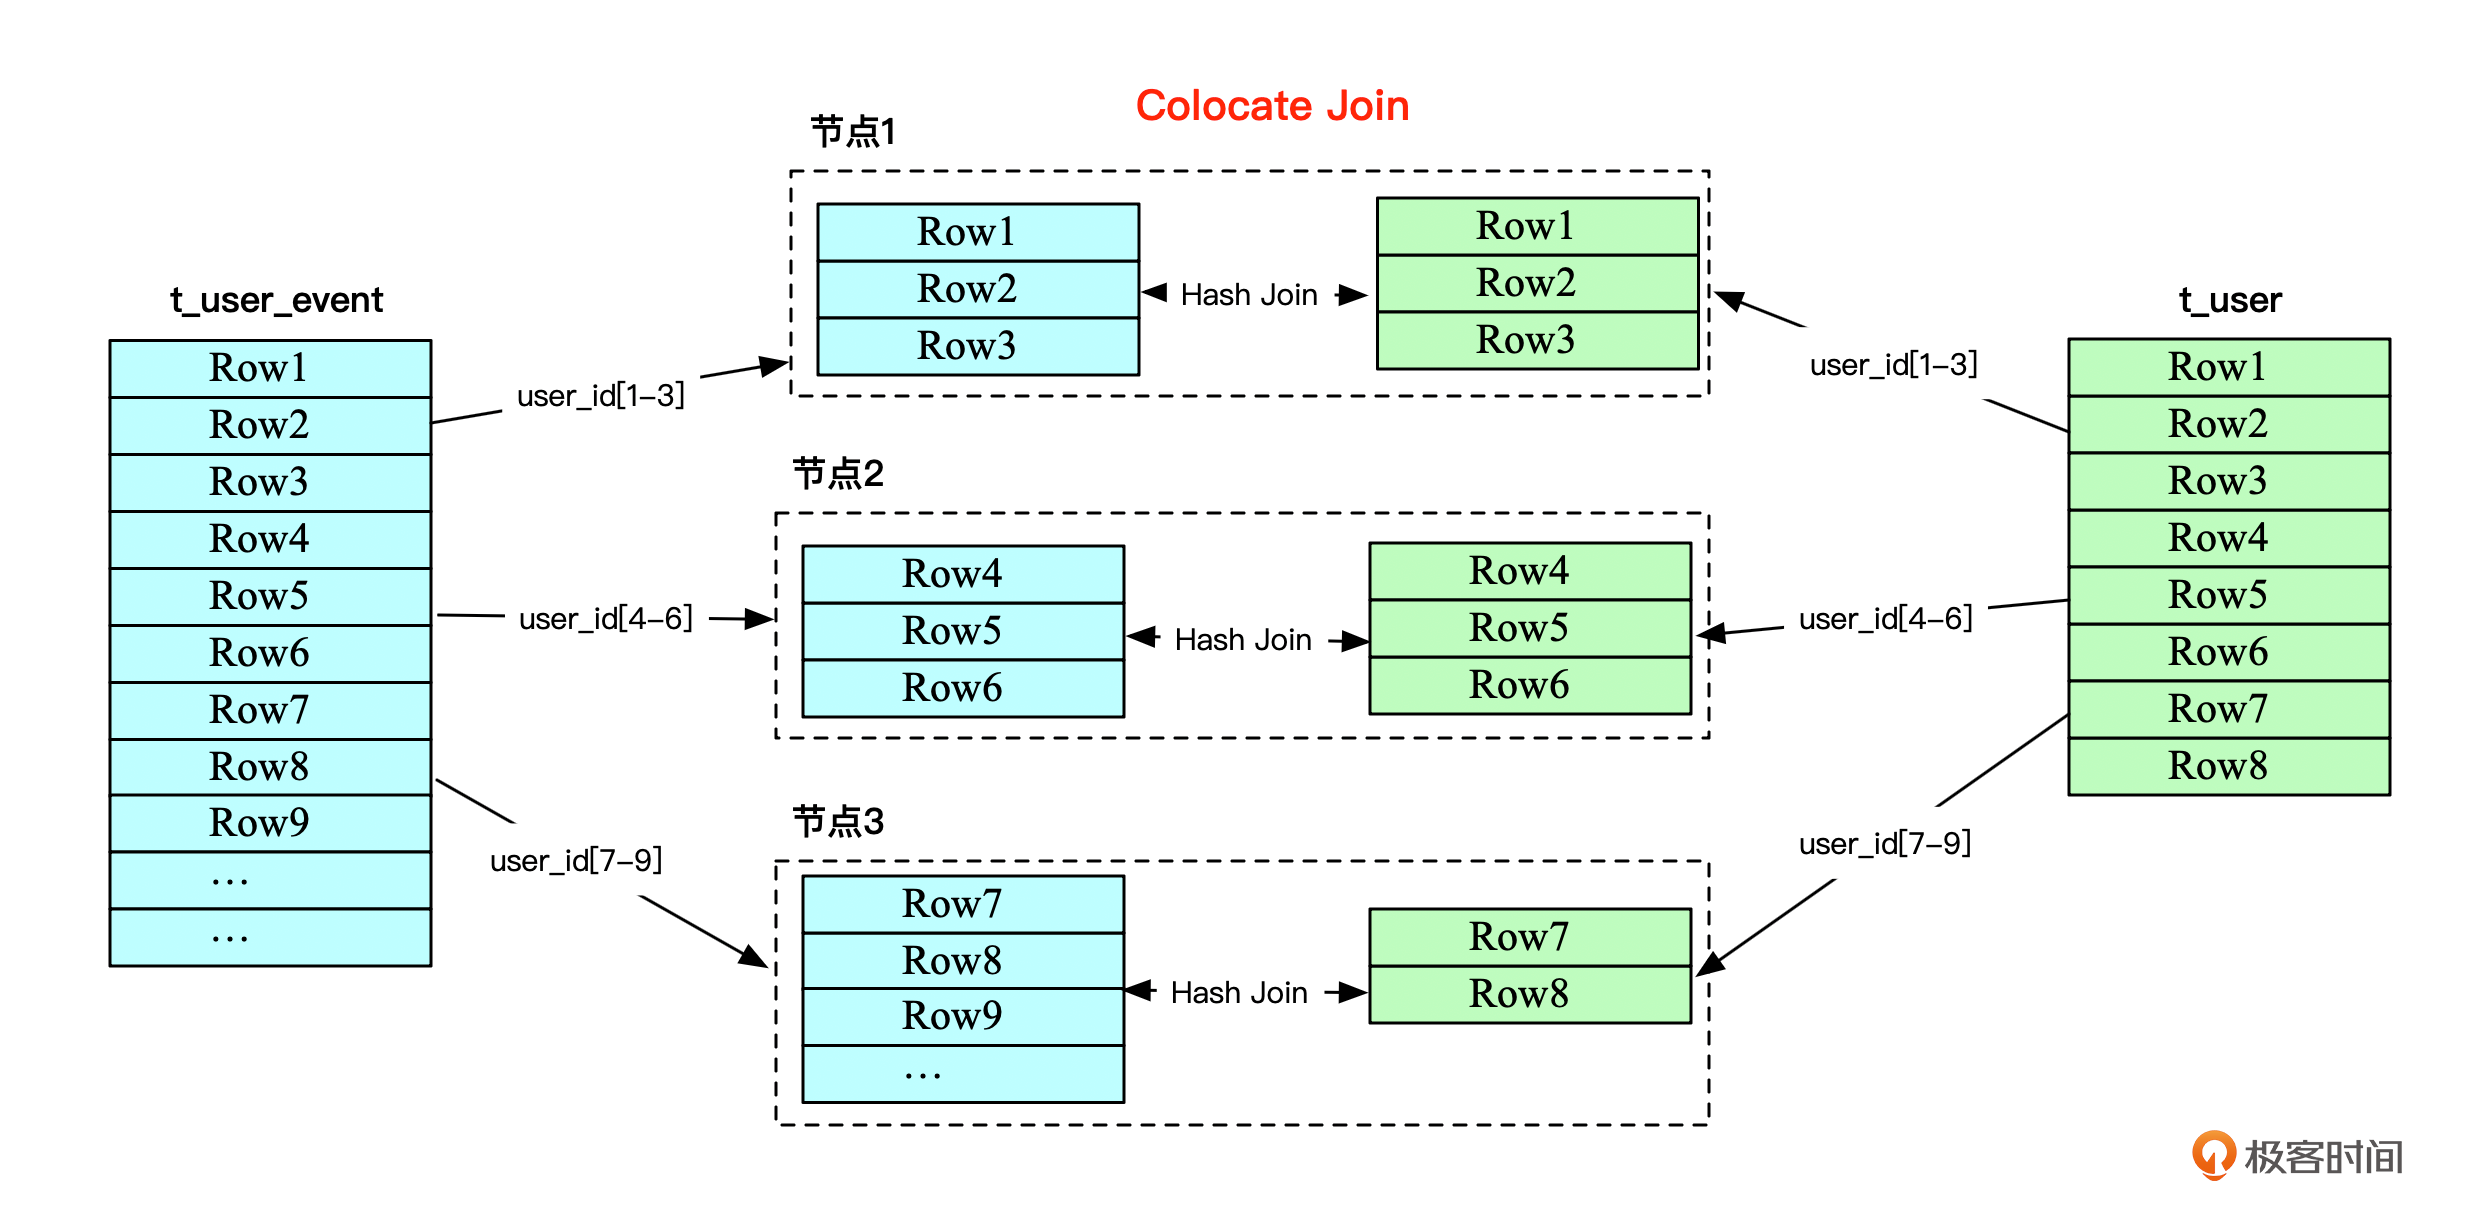 Colocate Join
t_user_event
Row1
Row2
Row3
Row4
Row5
Row6
Row7
Row8
Row9
...
...
user_id[1-3]
user_id[4-6]
user_id[7-9]
节点1
Row1
Row2
Row3
Hash Join
Row1
Row2
Row3
节点2
Row4
Row5
Row6
Hash Join
Row4
Row5
Row6
节点3
Row7
Row8
Row9
...
Hash Join
Row7
Row8
user_id[1-3]
user_id[4-6]
user_id[7-9]
t_user
Row1
Row2
Row3
Row4
Row5
Row6
Row7
Row8
极客时间